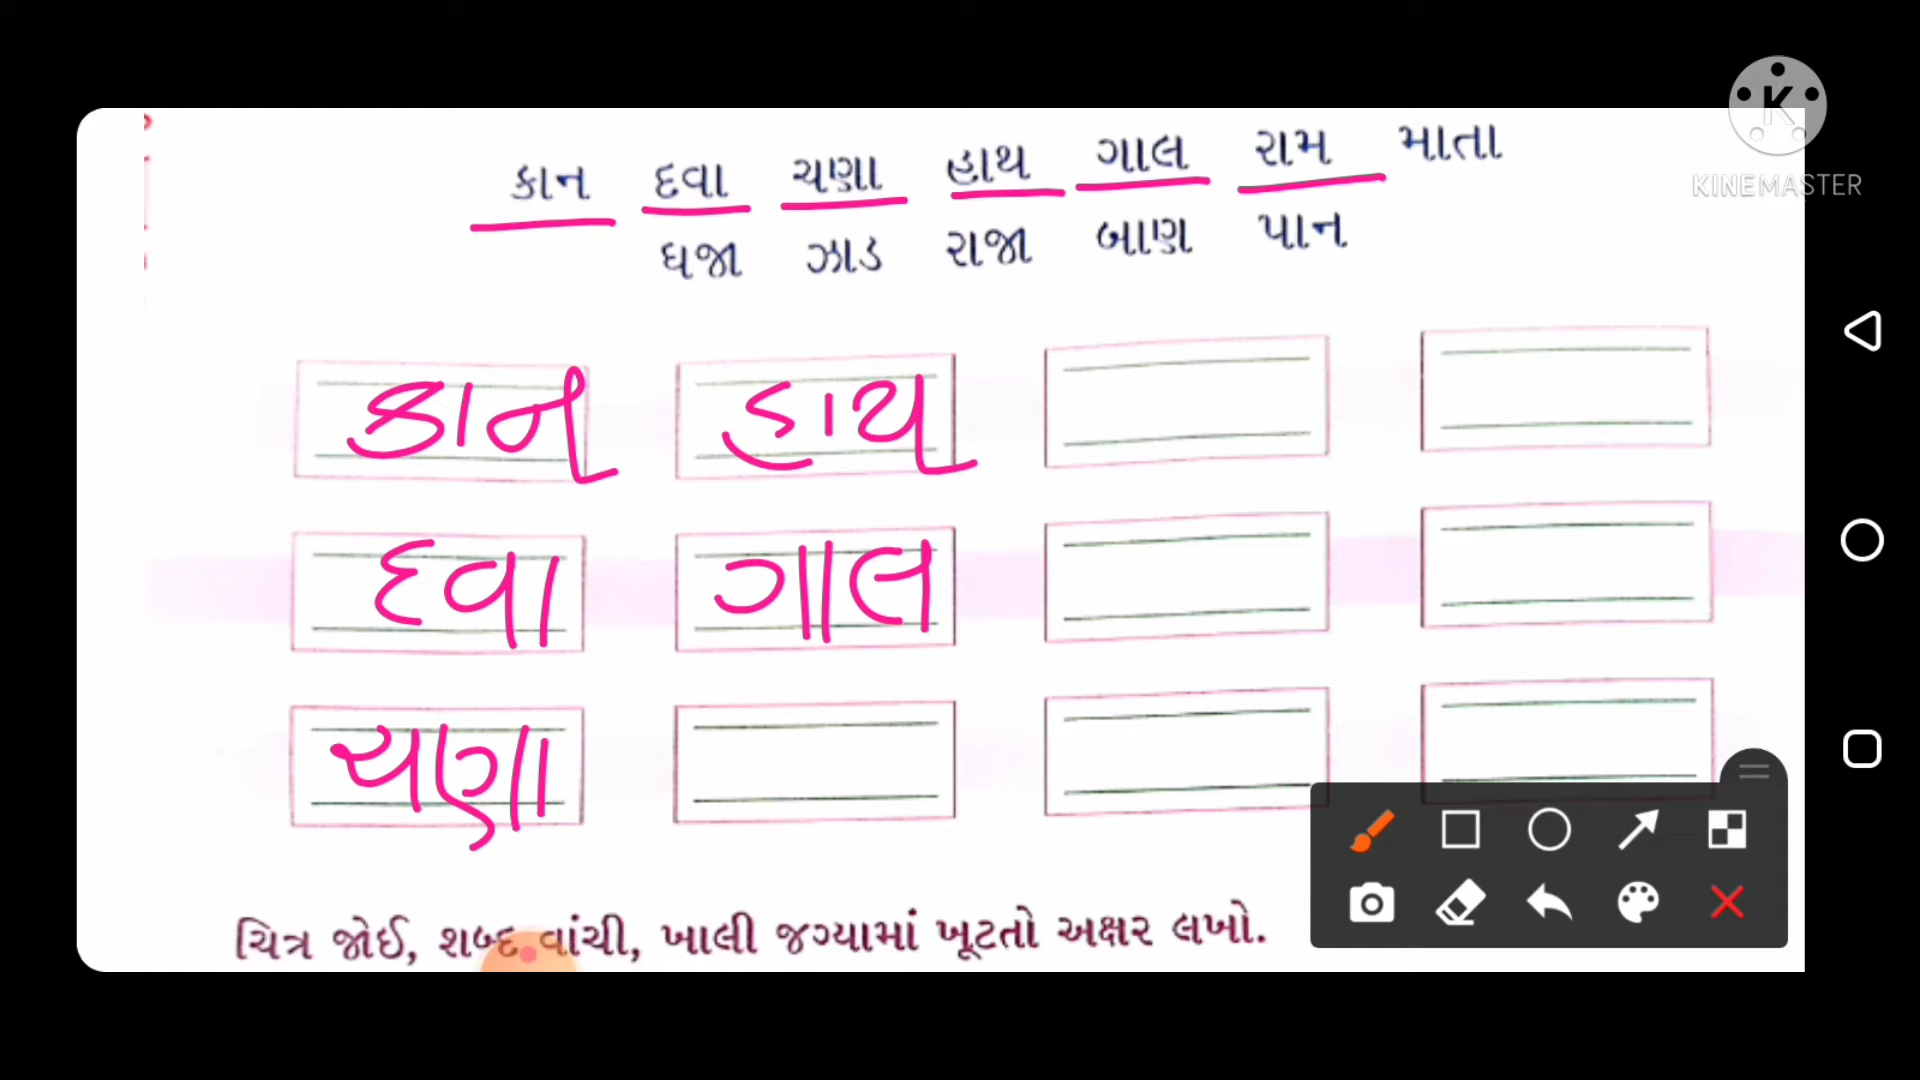 કાન દવા ચણા હાથ ગાલ રામ માતા
ધજા ઝાડ રાજા બાણ પાન
કાન હાથ
દવા ગાલ
ચણા
ચિત્ર જોઈ, શબ્દ વાંચી, ખાલી જગ્યામાં ખૂટતો અક્ષર લખો.
K
KINEMASTER